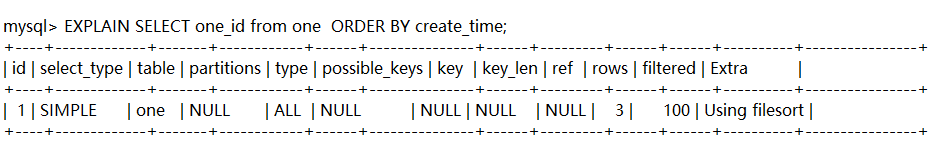 mysql> EXPLAIN SELECT one_id from one  ORDER BY create_time;
+----+-------------+-------+------------+------+---------------+------+---------+------+------+----------+----------------+
| id | select_type | table | partitions | type | possible_keys | key  | key_len | ref  | rows | filtered | Extra          |
+----+-------------+-------+------------+------+---------------+------+---------+------+------+----------+----------------+
|  1 | SIMPLE      | one   | NULL       | ALL  | NULL          | NULL | NULL    | NULL |    3 |      100 | Using filesort |
+----+-------------+-------+------------+------+---------------+------+---------+------+------+----------+----------------+